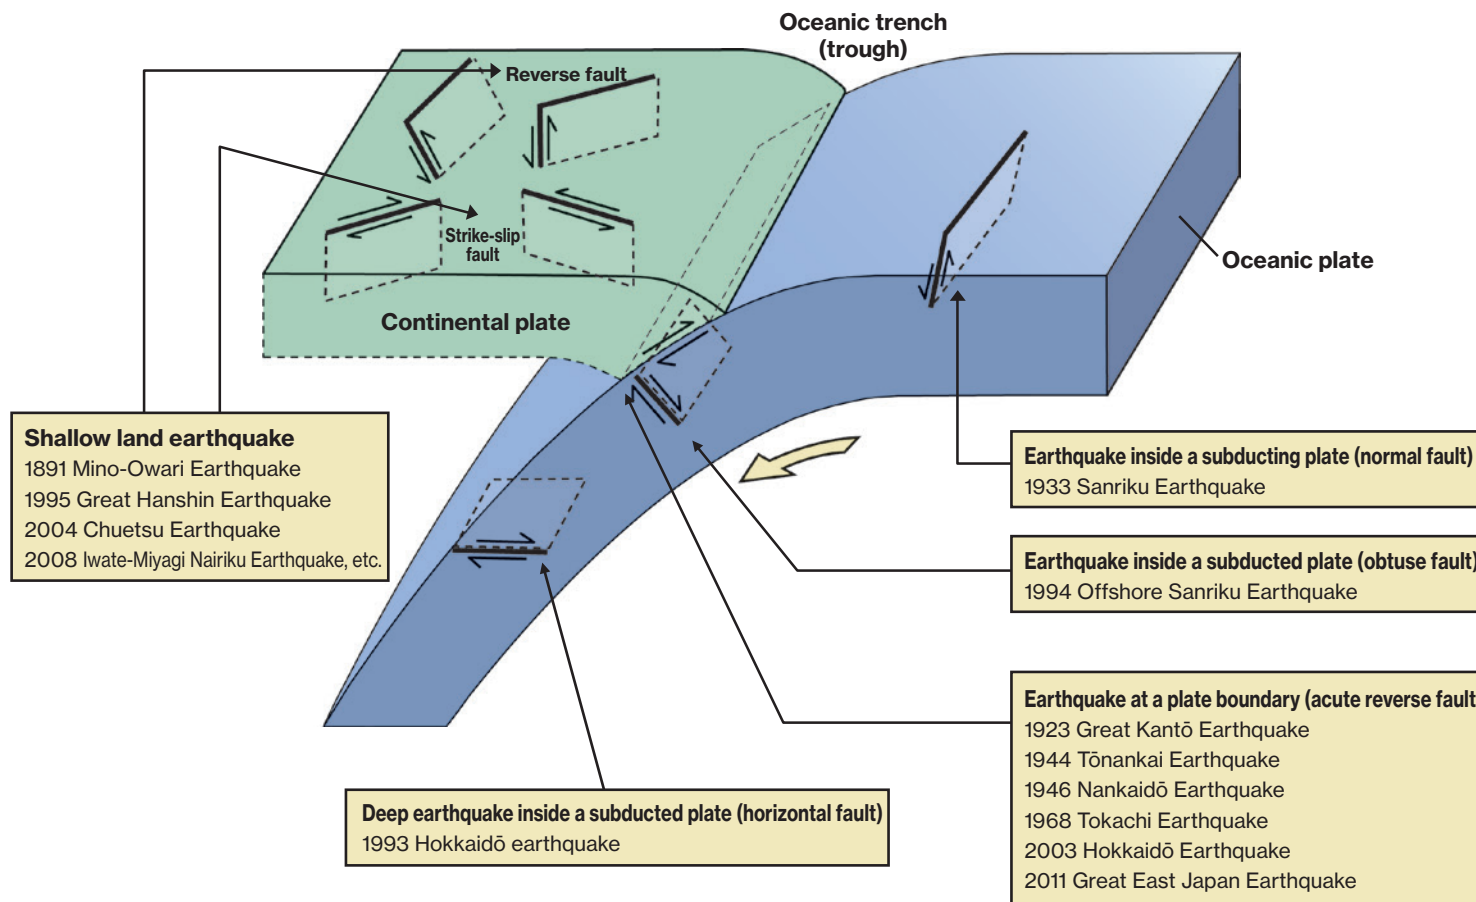 Oceanic trench
(trough)
Reverse fault
Strike-slip
fault
Continental plate
Oceanic plate
Shallow land earthquake
1891 Mino-Owari Earthquake
1995 Great Hanshin Earthquake
2004 Chuetsu Earthquake
2008 Iwate-Miyagi Nairiku Earthquake, etc.
Earthquake inside a subducting plate (normal fault)
1933 Sanriku Earthquake
Earthquake inside a subducted plate (obtuse fault)
1994 Offshore Sanriku Earthquake
Earthquake at a plate boundary (acute reverse fault
1923 Great Kantō Earthquake
1944 Tōnankai Earthquake
1946 Nankaidō Earthquake
1968 Tokachi Earthquake
2003 Hokkaidō Earthquake
2011 Great East Japan Earthquake
Deep earthquake inside a subducted plate (horizontal fault)
1993 Hokkaidō earthquake